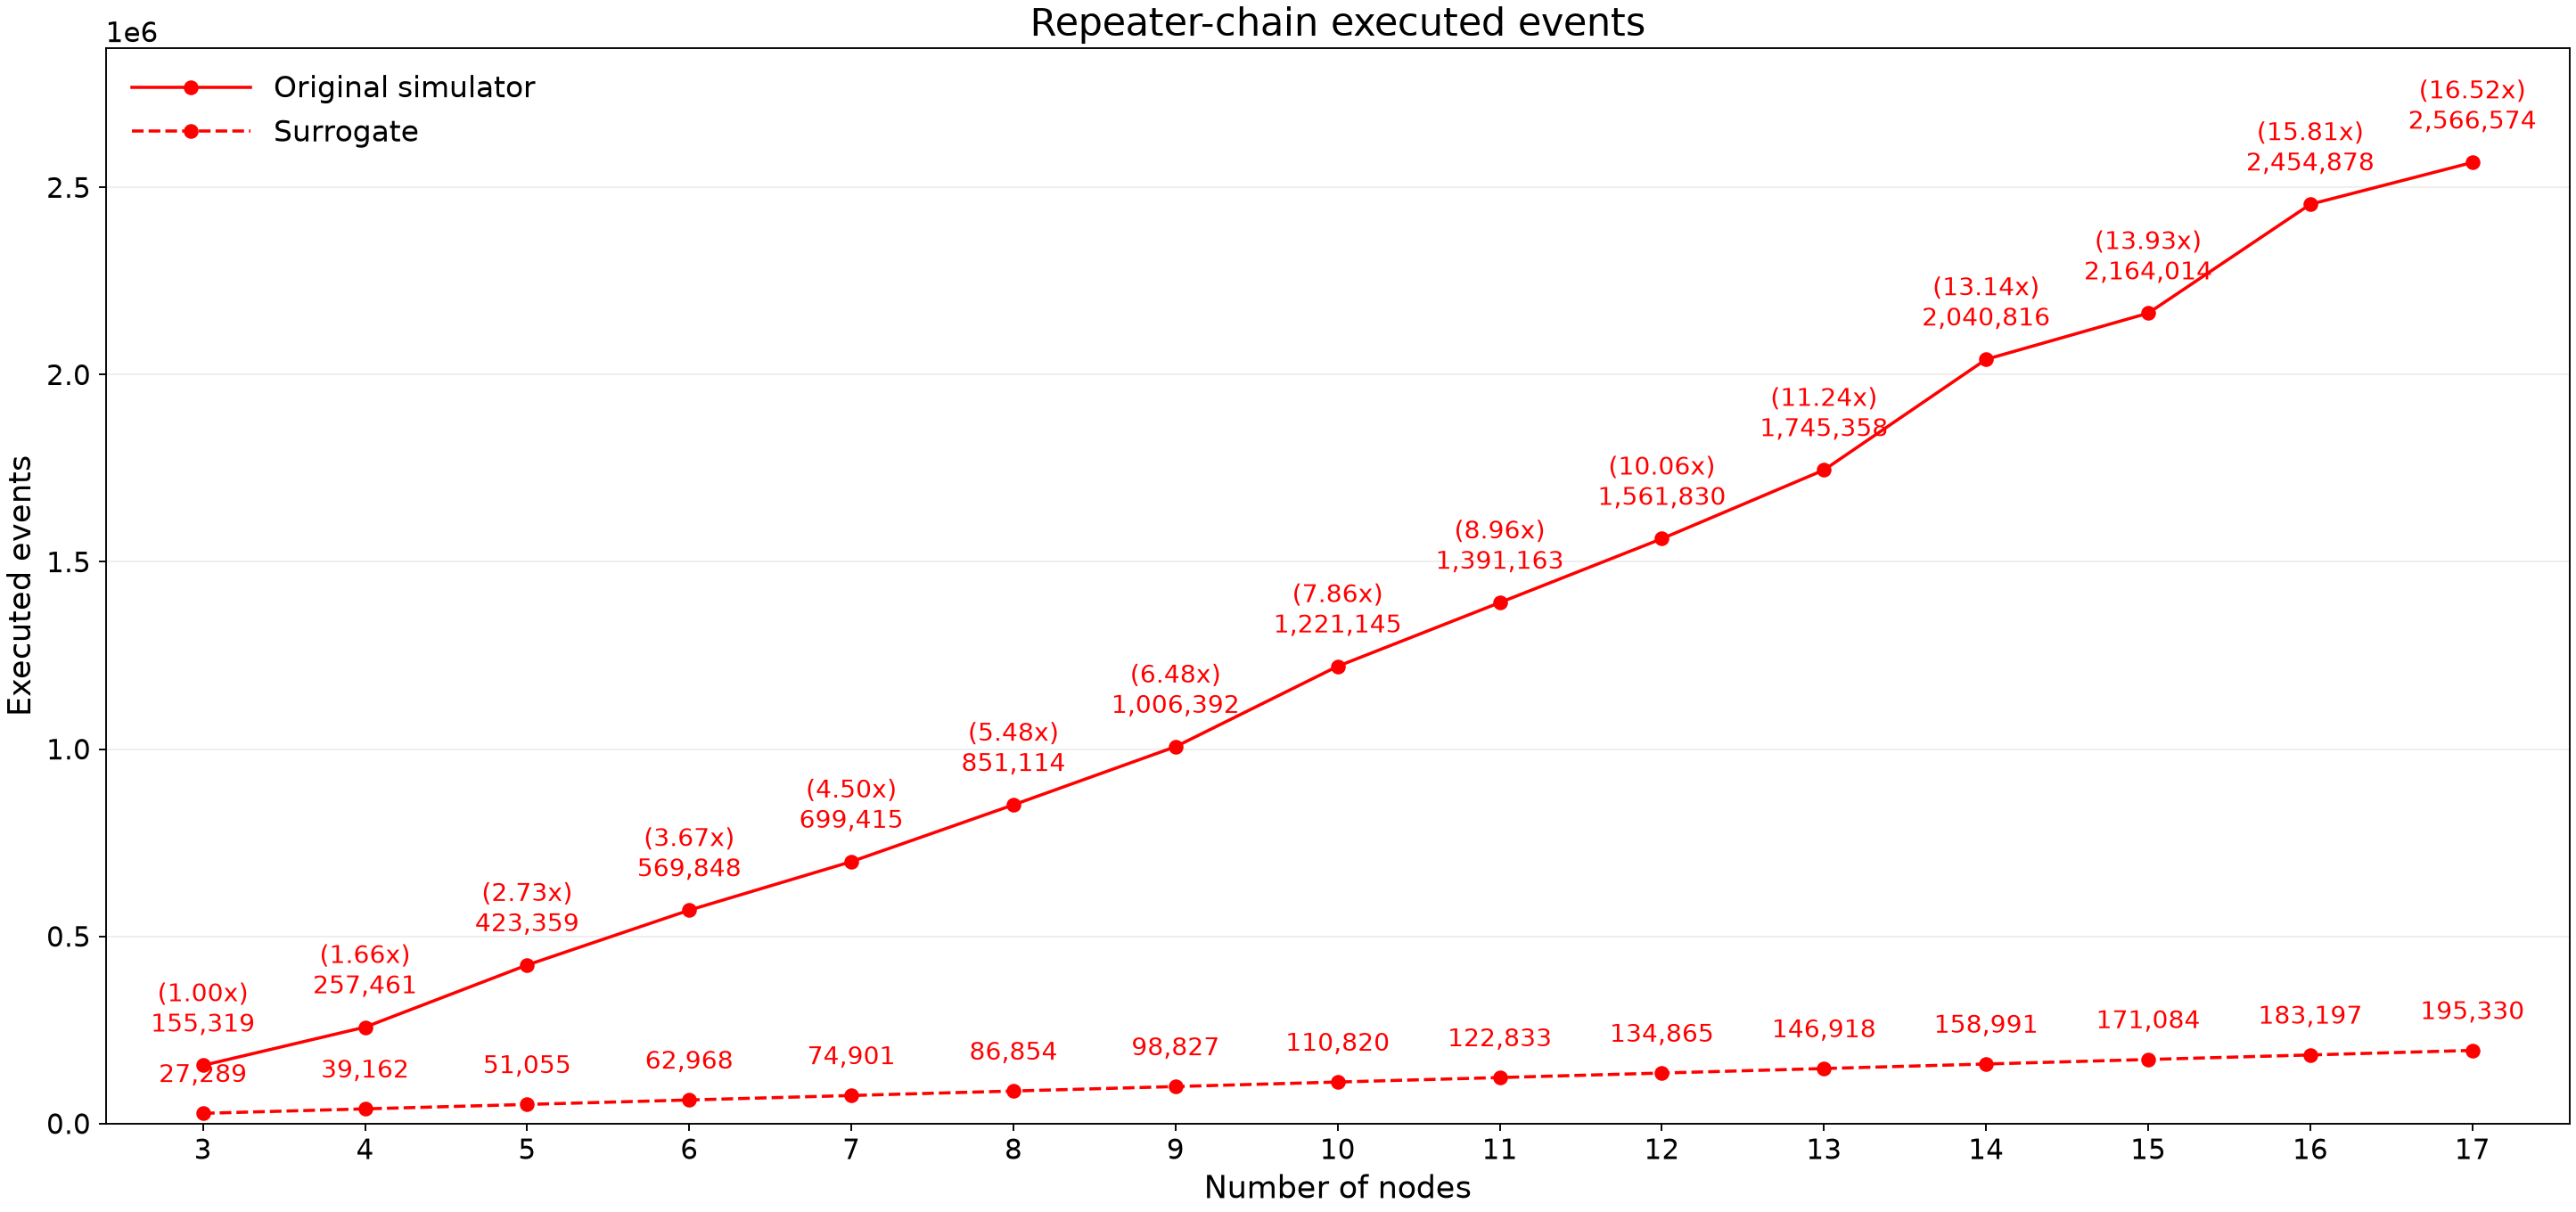 Repeater-chain executed events
1e6
Original simulator
Surrogate
Executed events
2.5
2.0
1.5
1.0
0.5
0.0
(1.00x)
155,319
(1.66x)
257,461
(2.73x)
423,359
(3.67x)
569,848
(4.50x)
699,415
(5.48x)
851,114
(6.48x)
1,006,392
(7.86x)
1,221,145
(8.96x)
1,391,163
(10.06x)
1,561,830
(11.24x)
1,745,358
(13.14x)
2,040,816
(13.93x)
2,164,014
(15.81x)
2,454,878
(16.52x)
2,566,574
27,289
39,162
51,055
62,968
74,901
86,854
98,827
110,820
122,833
134,865
146,918
158,991
171,084
183,197
195,330
3 4 5 6 7 8 9 10 11 12 13 14 15 16 17
Number of nodes